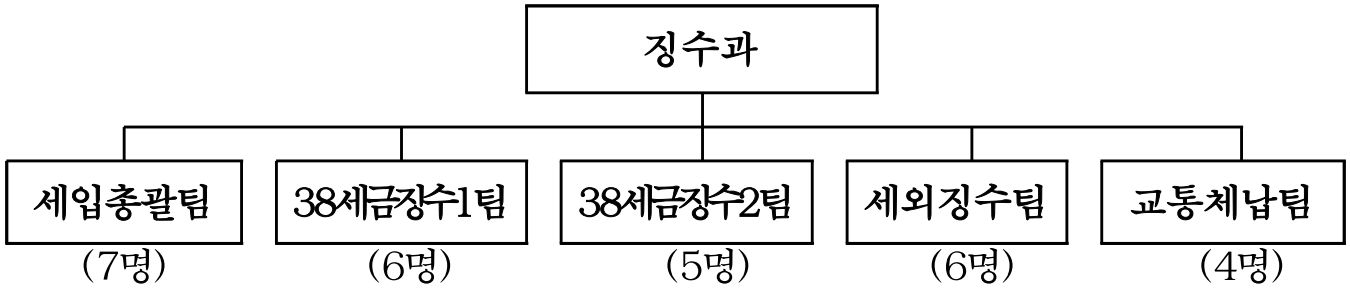 징수과
세입총괄팀
38세금징수1팀
38세금징수2팀
세외징수팀
교통체납팀
(7명)
(6명)
(5명)
(6명)
(4명)